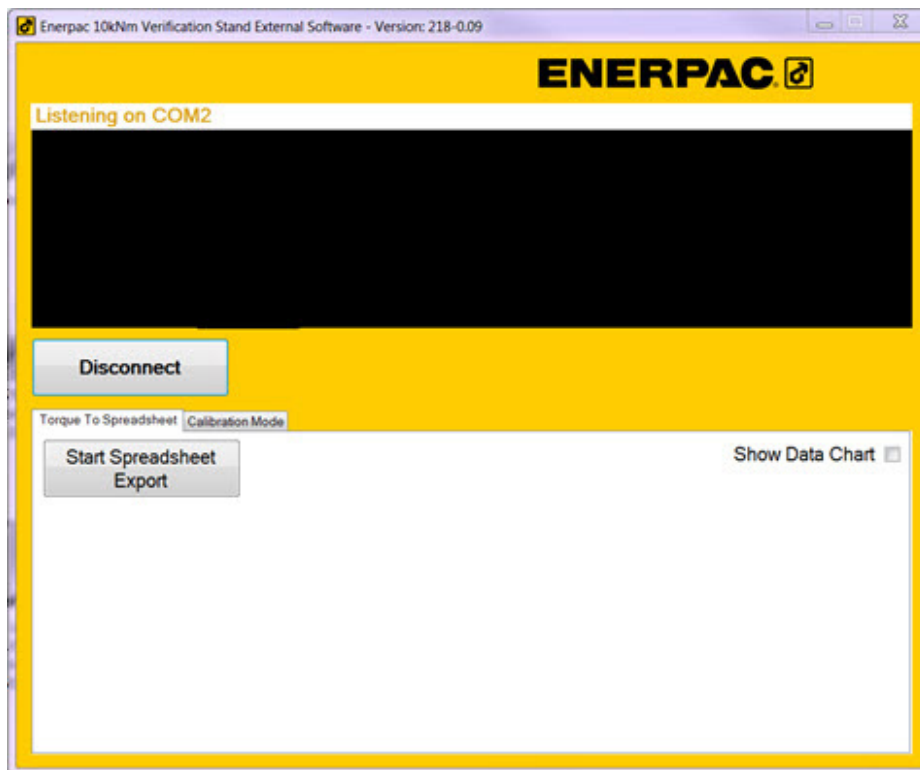 Enerpac 10kNm Verification Stand External Software - Version: 218-0.09
ENERPAC
Listening on COM2
Disconnect
Torque To Spreadsheet Calibration Mode
Start Spreadsheet
Export
Show Data Chart